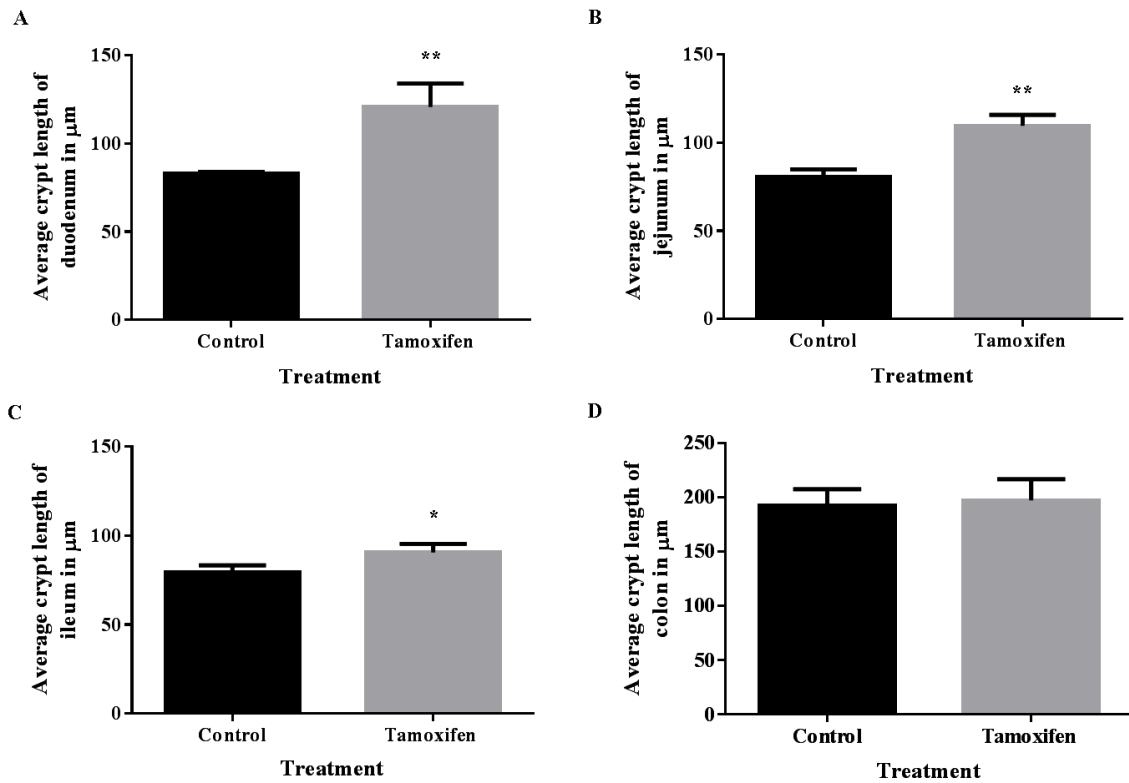 A
Average crypt length of
duodenum in μm
150
100
50
0
**
Control
Tamoxifen
Treatment
B
Average crypt length of
jejunum in μm
150
100
50
0
**
Control
Tamoxifen
Treatment
C
Average crypt length of
ileum in μm
150
100
50
0
*
Control
Tamoxifen
Treatment
D
Average crypt length of
colon in μm
250
200
150
100
50
0
Control
Tamoxifen
Treatment